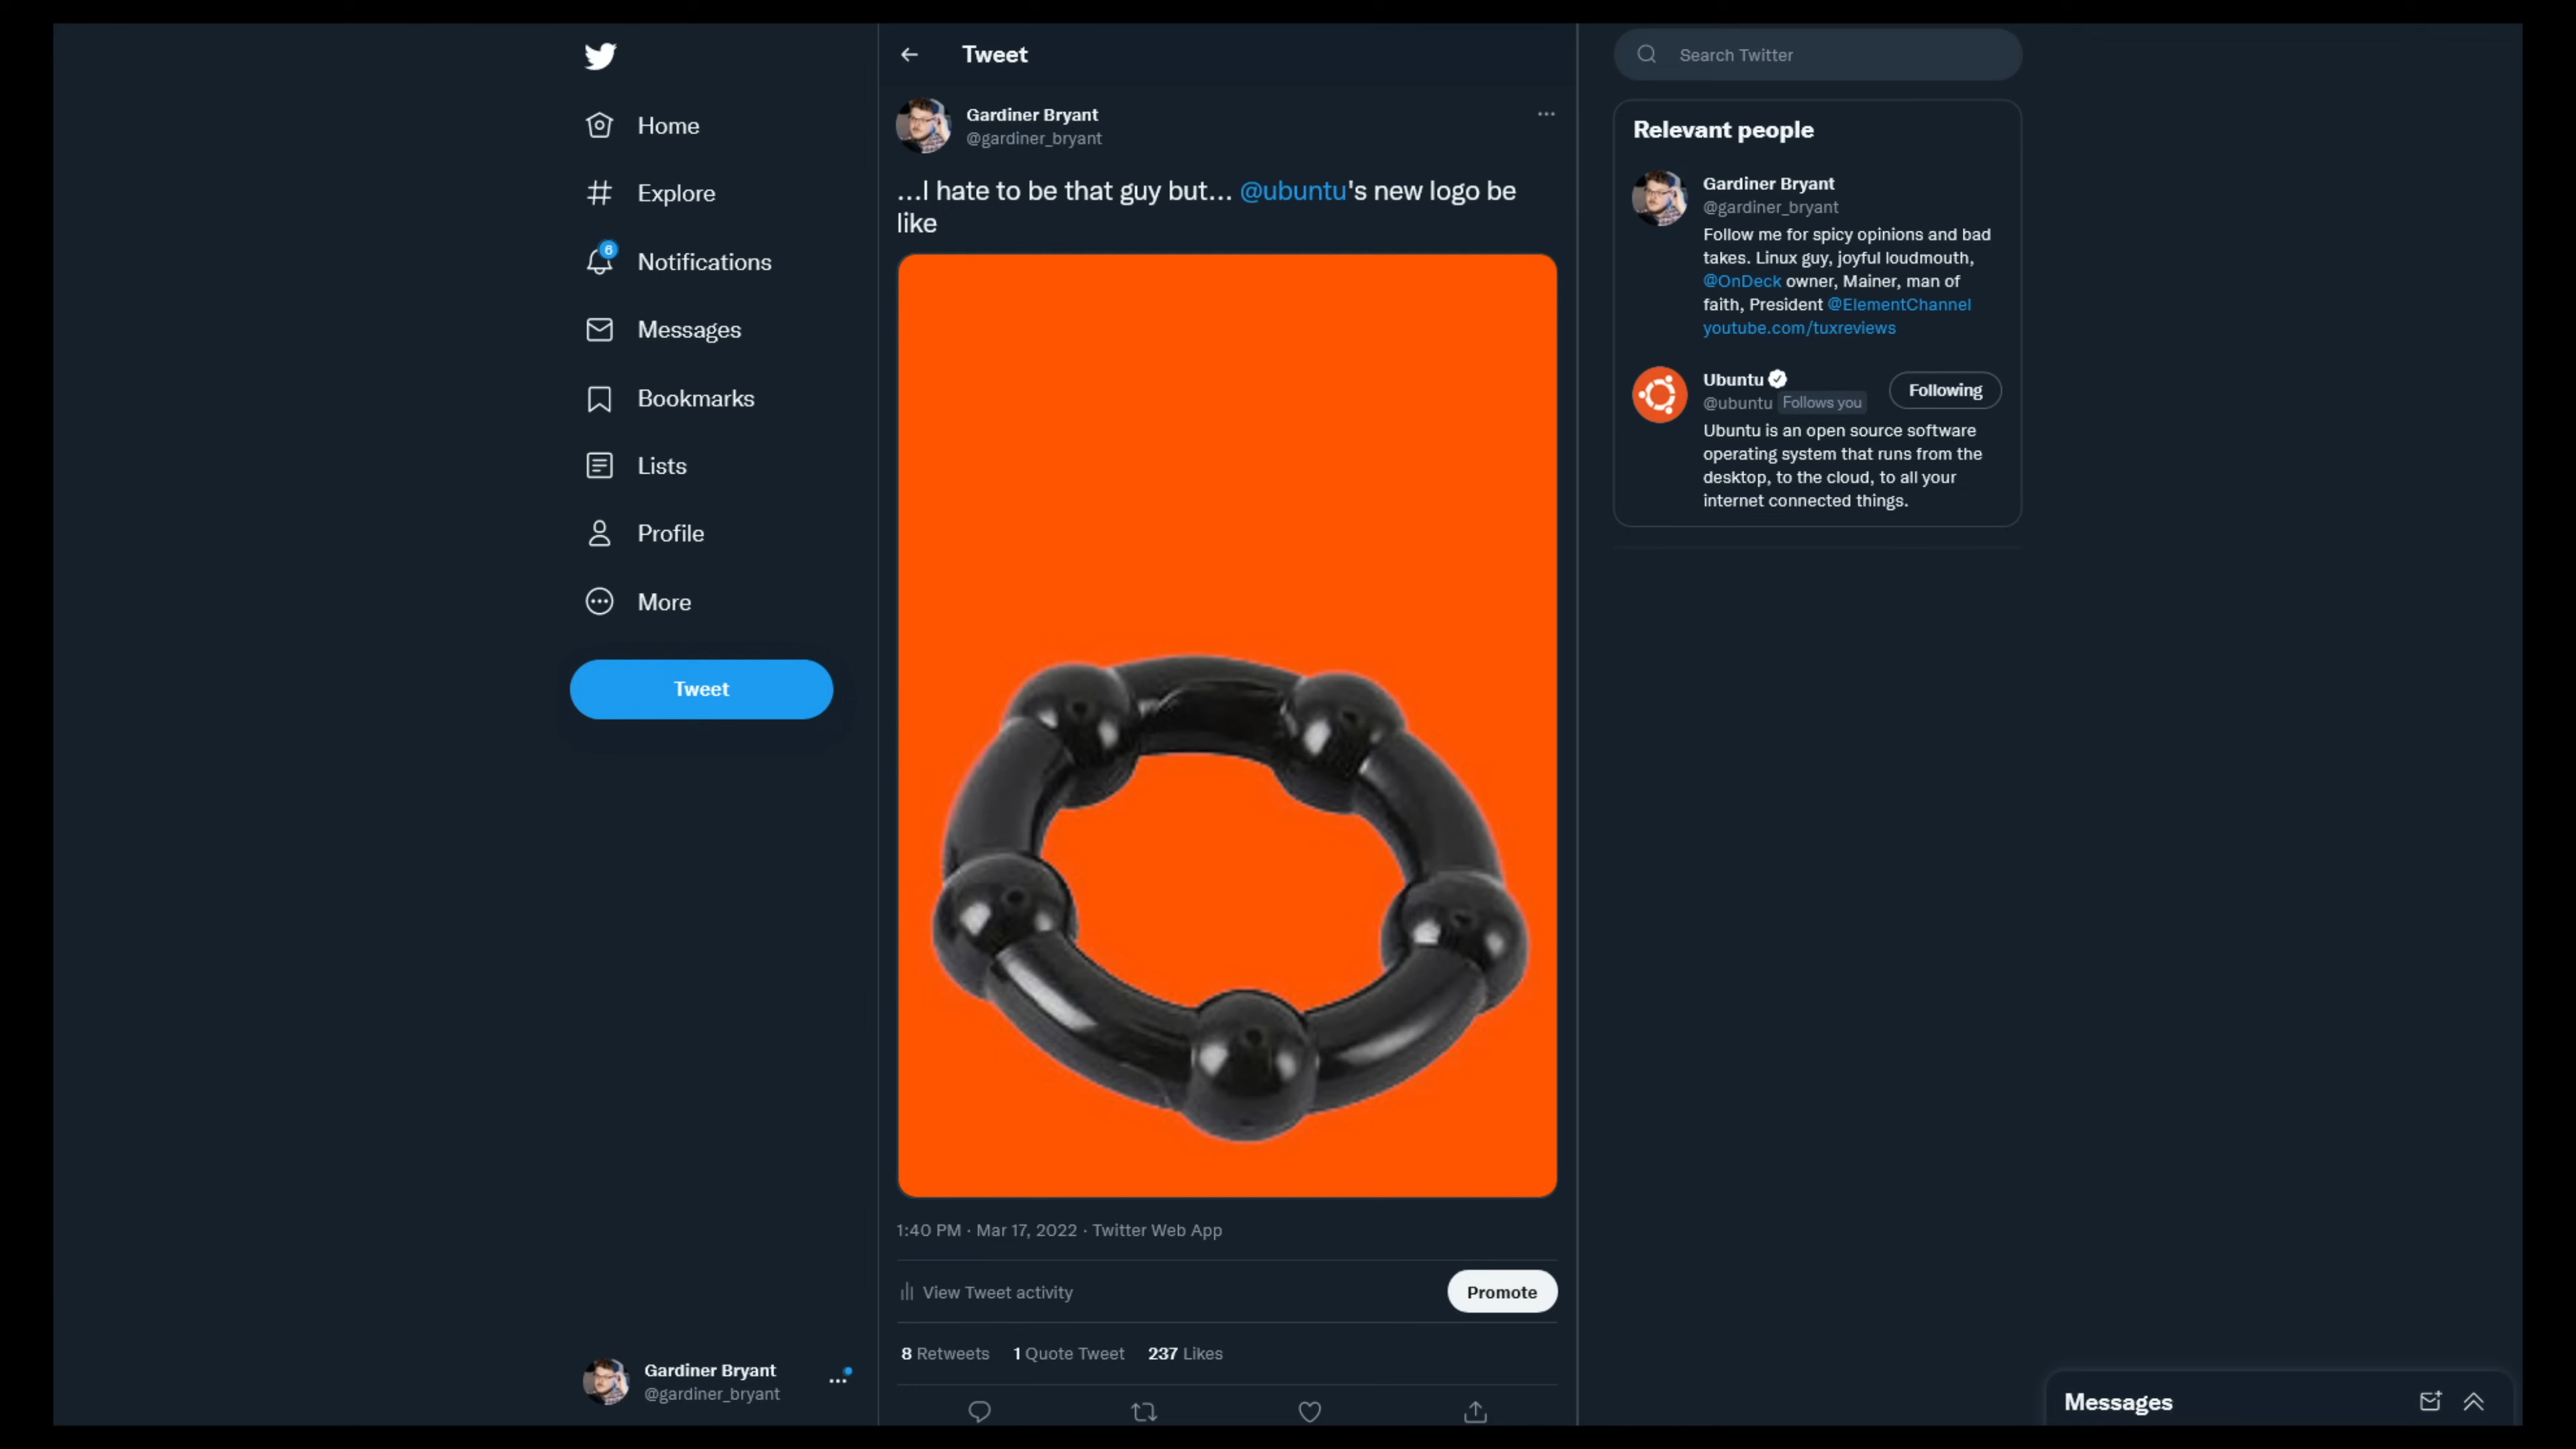 Home
Explore
6
Notifications
Messages
Bookmarks
Lists
Profile
More
Tweet
Gardiner Bryant
@gardiner_bryant
Tweet
Gardiner Bryant
@gardiner_bryant
...I hate to be that guy but... @ubuntu's new logo be
like
1:40 PM · Mar 17, 2022 · Twitter Web App
View Tweet activity
Promote
8 Retweets 1 Quote Tweet 237 Likes
Search Twitter
Relevant people
Gardiner Bryant
@gardiner_bryant
Follow me for spicy opinions and bad
takes. Linux guy, joyful loudmouth,
@OnDeck owner, Mainer, man of
faith, President @ElementChannel
youtube.com/tuxreviews
Ubuntu
@ubuntu Follows you
Following
Ubuntu is an open source software
operating system that runs from the
desktop, to the cloud, to all your
internet connected things.
Messages